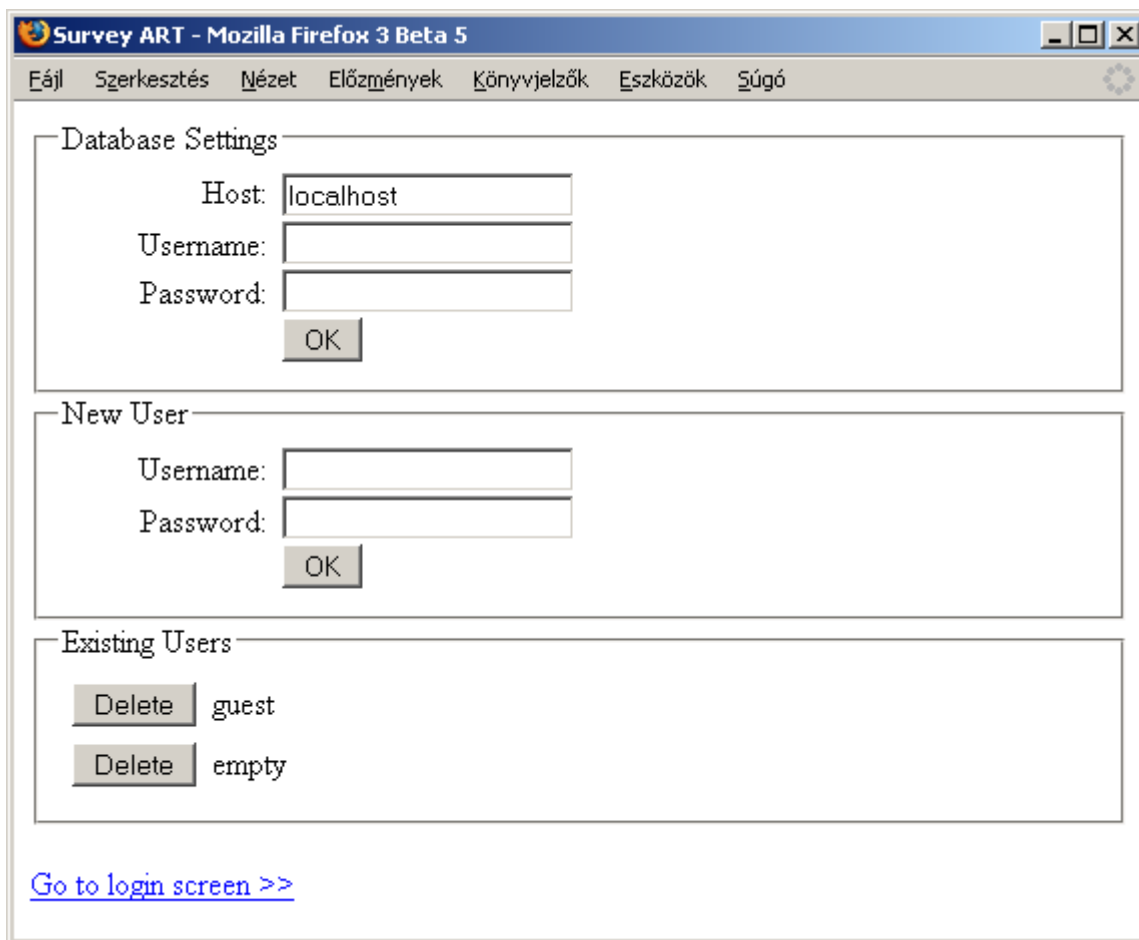 Survey ART - Mozilla Firefox 3 Beta 5
Fájl Szerkesztés Nézet Előzmények Könyvjelzők Eszközök Súgó
Database Settings
Host: localhost
Username:
Password:
OK
New User
Username:
Password:
OK
Existing Users
Delete guest
Delete empty
Go to login screen >>